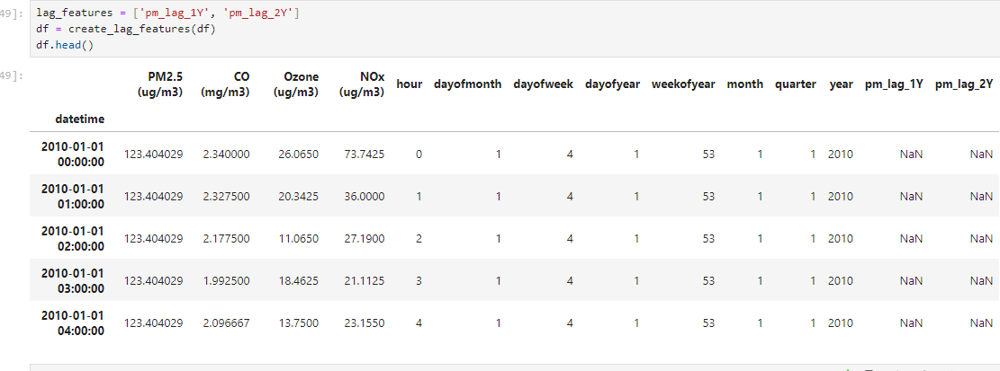 49]:
lag_features = ['pm_lag_1Y', 'pm_lag_2Y']
df = create_lag_features(df)
df.head()
49]:
PM2.5 (ug/m3) CO (mg/m3) Ozone (ug/m3) NOx (ug/m3) hour dayofmonth dayofweek dayofyear weekofyear month quarter year pm_lag_1Y pm_lag_2Y
datetime
2010-01-01 00:00:00 123.404029 2.340000 26.0650 73.7425 0 1 4 1 53 1 1 2010 NaN NaN
2010-01-01 01:00:00 123.404029 2.327500 20.3425 36.0000 1 1 4 1 53 1 1 2010 NaN NaN
2010-01-01 02:00:00 123.404029 2.177500 11.0650 27.1900 2 1 4 1 53 1 1 2010 NaN NaN
2010-01-01 03:00:00 123.404029 1.992500 18.4625 21.1125 3 1 4 1 53 1 1 2010 NaN NaN
2010-01-01 04:00:00 123.404029 2.096667 13.7500 23.1550 4 1 4 1 53 1 1 2010 NaN NaN